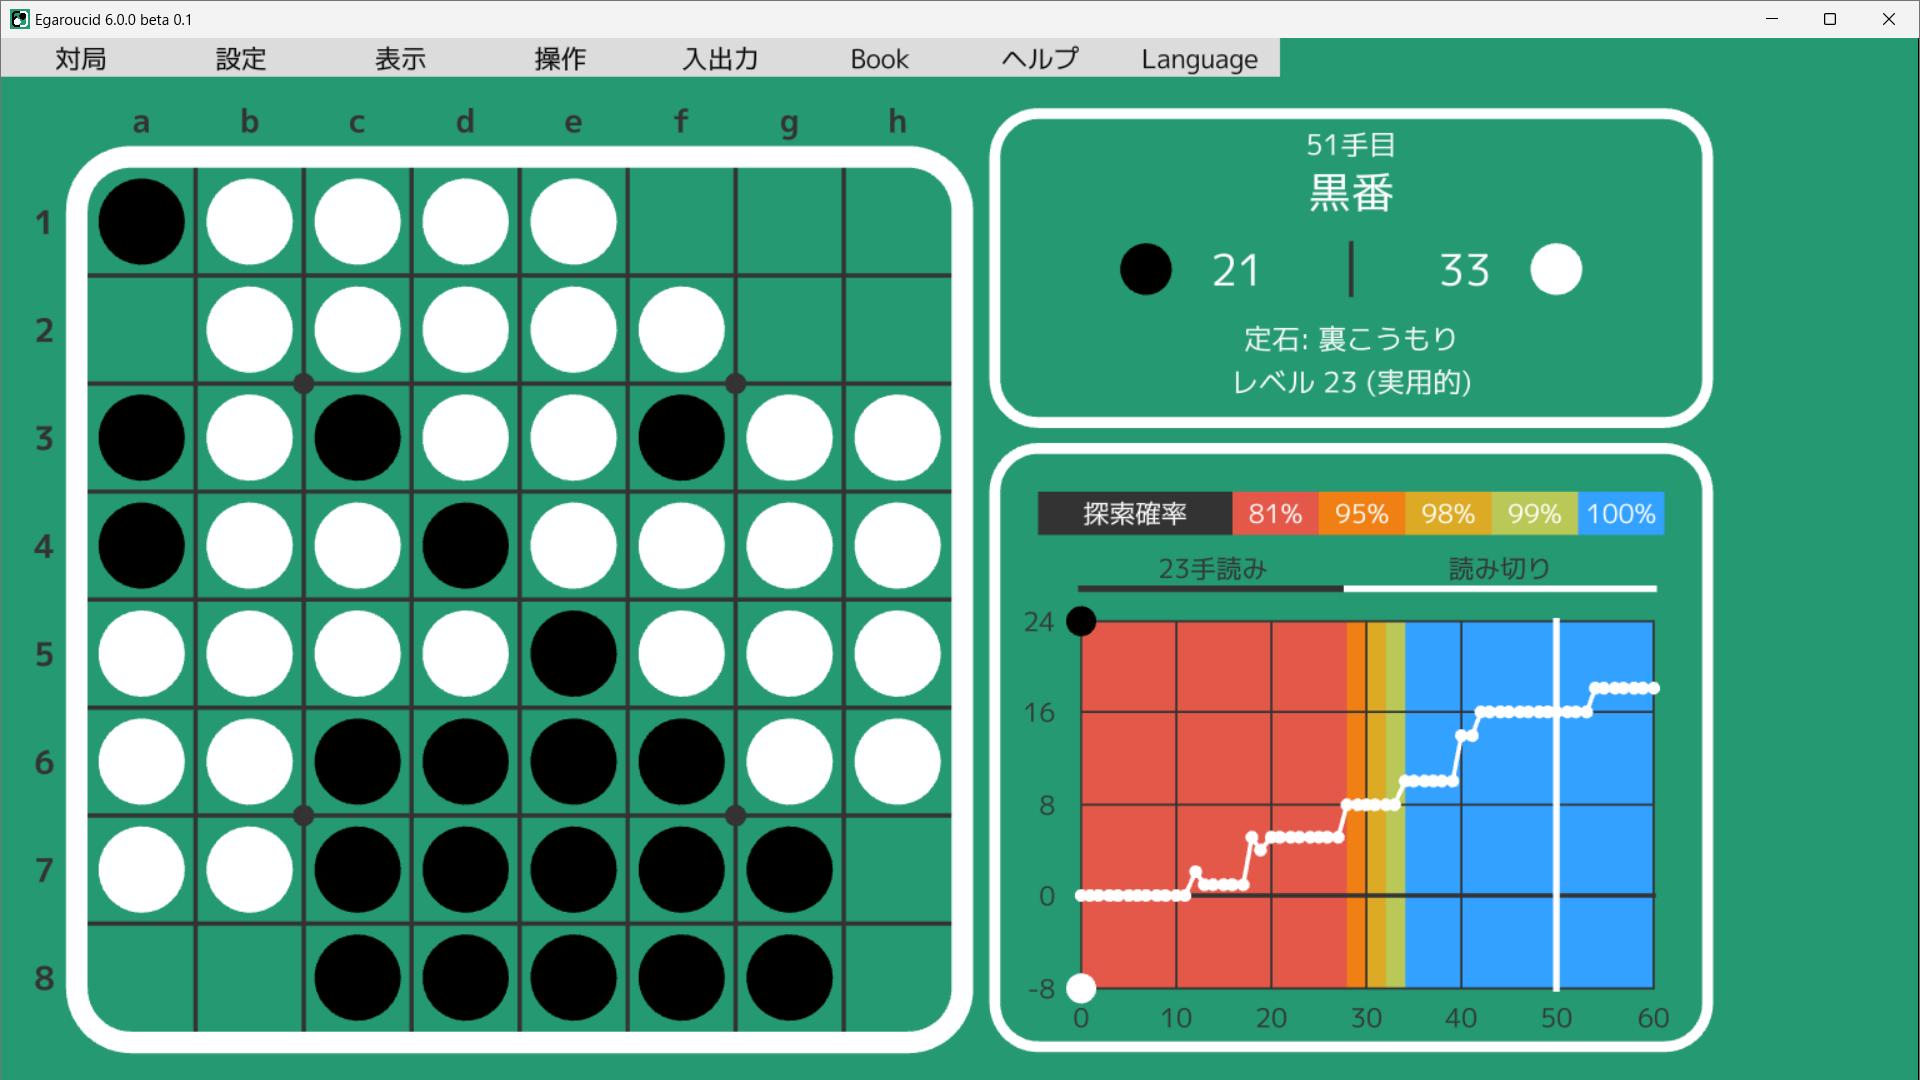 Egaroucid 6.0.0 beta 0.1
対局 設定 表示 操作 入出力 Book ヘルプ Language
a b c d e f g h
1
2
3
4
5
6
7
8
51手目
黒番
21 33
定石: 裏こうもり
レベル 23 (実用的)
探索確率 81% 95% 98% 99% 100%
23手読み 読み切り
24
16
8
0
-8
0 10 20 30 40 50 60